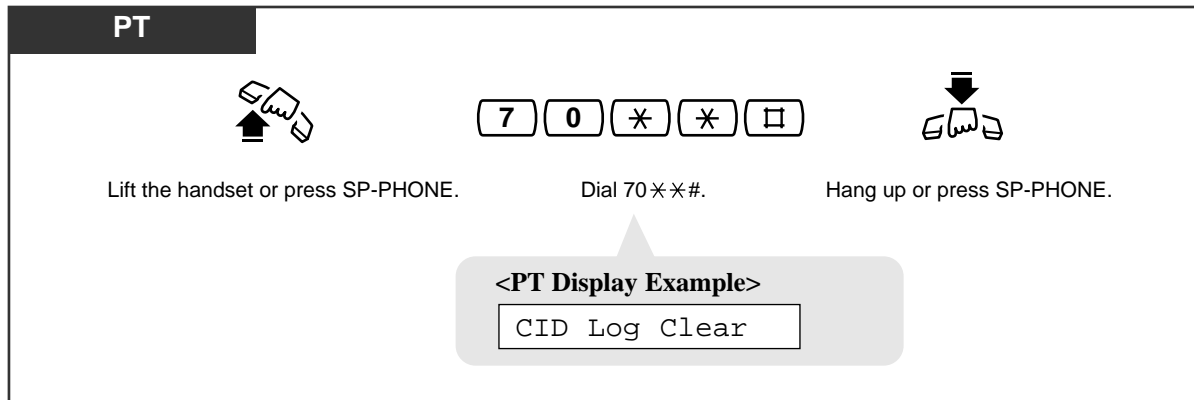 PT
7 0 ✳ ✳ #
Lift the handset or press SP-PHONE.
Dial 70✳✳#.
Hang up or press SP-PHONE.
<PT Display Example>
CID Log Clear